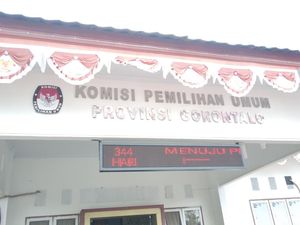 KOMISI PEMILIHAN UMUM
PROVINSI GORONTALO
344 MENUJU P
HARI